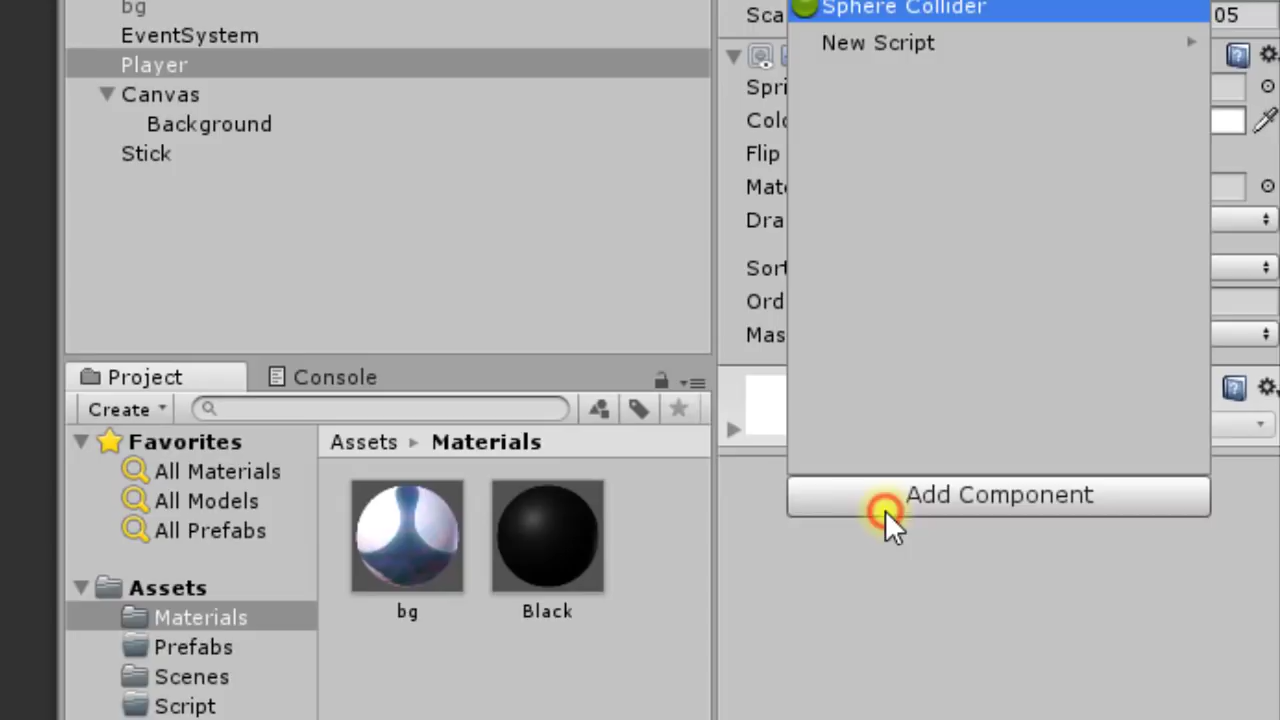 bg
EventSystem
Player
Canvas
Background
Stick
Project
Console
Create
Favorites
All Materials
All Models
All Prefabs
Assets
Materials
Prefabs
Scenes
Script
Assets Materials
bg
Black
Sca
05
Sphere Collider
New Script
Spri
Colo
Flip
Mate
Dra
Sort
Ord
Mas
Add Component